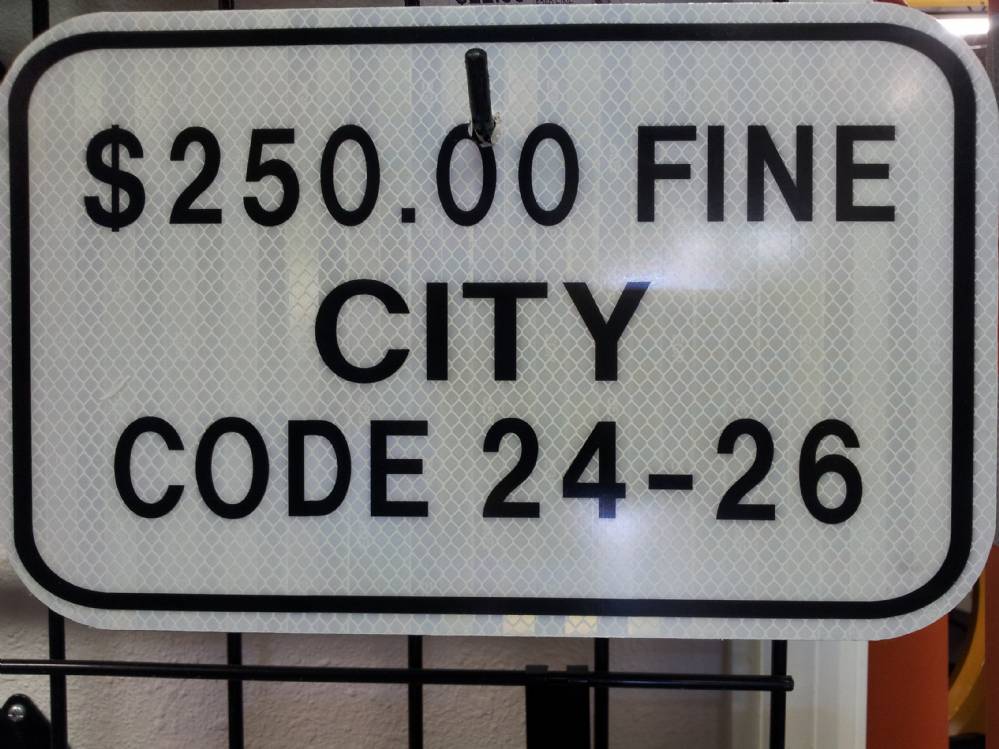 $250.00 FINE
CITY
CODE 24-26